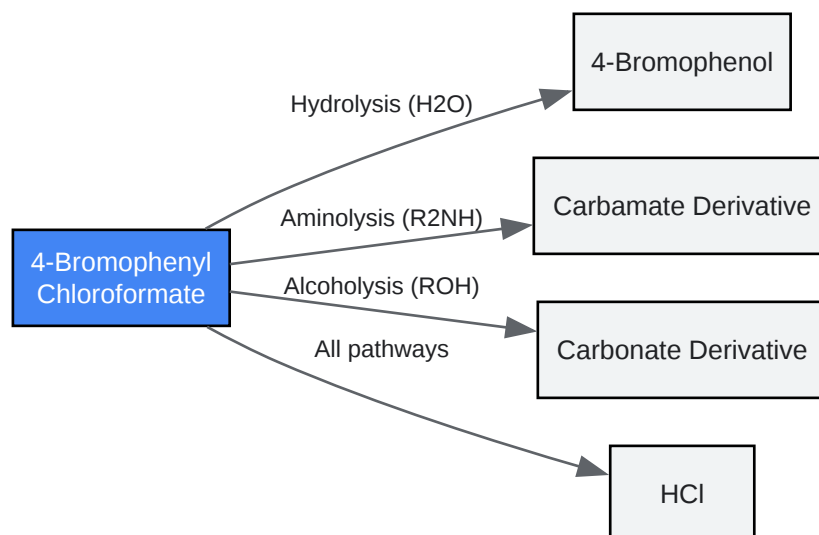 4-Bromophenol
Hydrolysis (H2O)
Carbamate Derivative
Aminolysis (R2NH)
4-Bromophenyl
Chloroformate
Alcoholysis (ROH)
Carbonate Derivative
All pathways
HCl